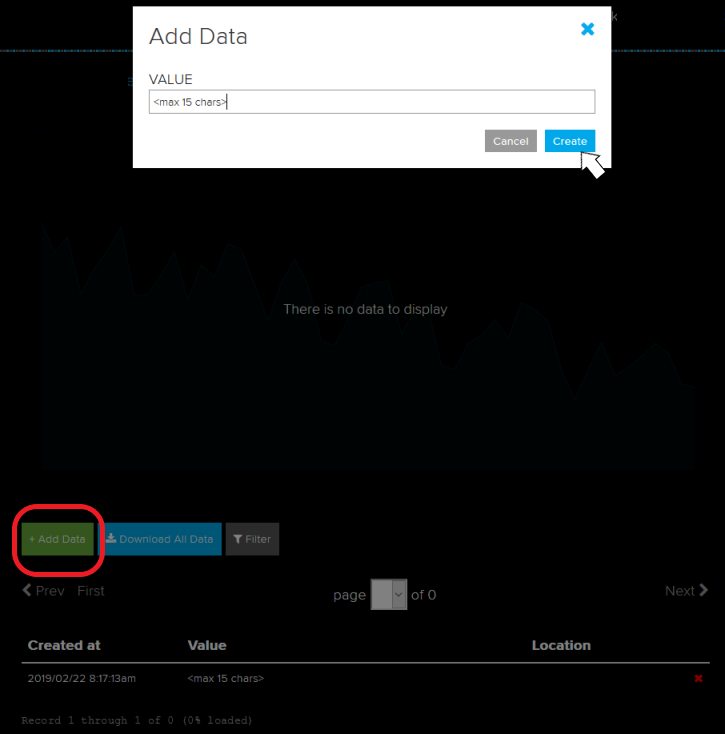 Add Data
VALUE
<max 15 chars>
Cancel Create
There is no data to display
+ Add Data Download All Data Filter
Prev First page of 0 Next
Created at Value Location
2019/02/22 8:17:13am <max 15 chars>
Record 1 through 1 of 0 (0% loaded)